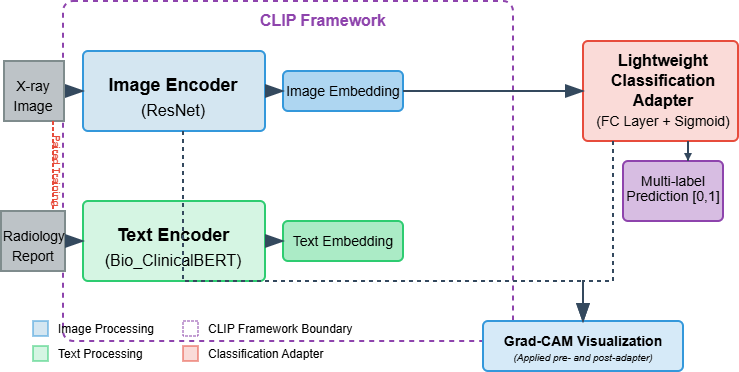 CLIP Framework
X-ray
Image
Image Encoder
(ResNet)
Image Embedding
Lightweight
Classification
Adapter
(FC Layer + Sigmoid)
Paired Training
Multi-label
Prediction [0,1]
Radiology
Report
Text Encoder
(Bio_ClinicalBERT)
Text Embedding
Image Processing
CLIP Framework Boundary
Text Processing
Classification Adapter
Grad-CAM Visualization
(Applied pre- and post-adapter)